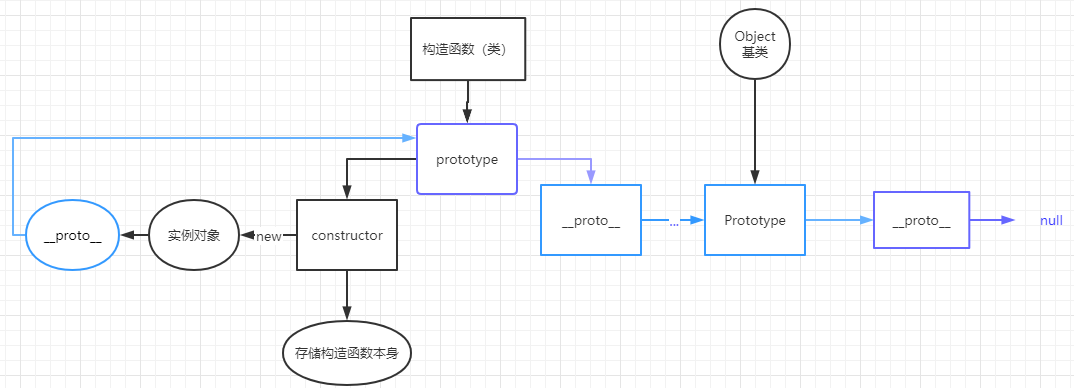 构造函数（类）
Object
基类
prototype
__proto__
...
Prototype
__proto__
null
__proto__
实例对象
new
constructor
存储构造函数本身